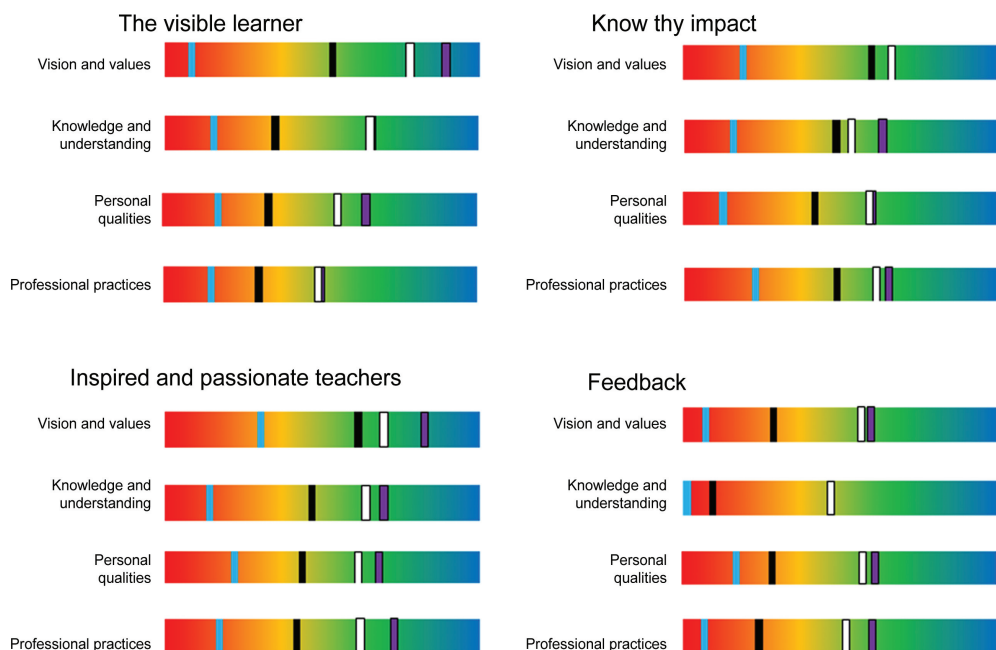 The visible learner
Vision and values
Knowledge and
understanding
Personal
qualities
Professional practices
Know thy impact
Vision and values
Knowledge and
understanding
Personal
qualities
Professional practices
Inspired and passionate teachers
Vision and values
Knowledge and
understanding
Personal
qualities
Professional practices
Feedback
Vision and values
Knowledge and
understanding
Personal
qualities
Professional practices